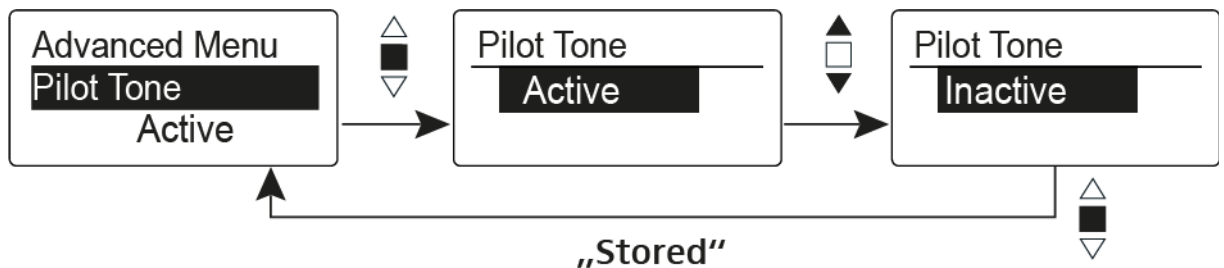 Advanced Menu
Pilot Tone
Active
Pilot Tone
Active
Pilot Tone
Inactive
„Stored“